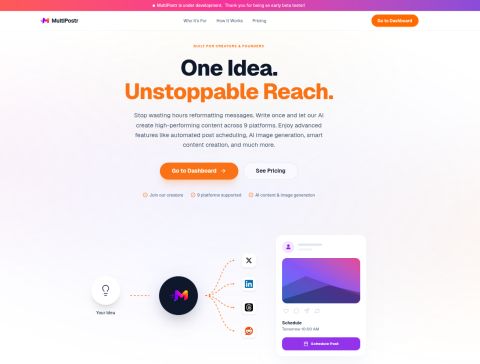 MultiPostr is under development. Thank you for being an early beta tester!
MultiPostr
Who it's For
How It Works
Pricing
Go to Dashboard
BUILT FOR CREATORS & FOUNDERS
One Idea.
Unstoppable Reach.
Stop wasting hours reformatting messages. Write once and let our AI
create high-performing content across 9 platforms. Enjoy advanced
features like automated post scheduling, AI image generation, smart
content creation, and much more.
Go to Dashboard →
See Pricing
Join our creators
9 platforms supported
AI content & image generation
Your Idea
Schedule
Tomorrow 10:00 AM
Schedule Post